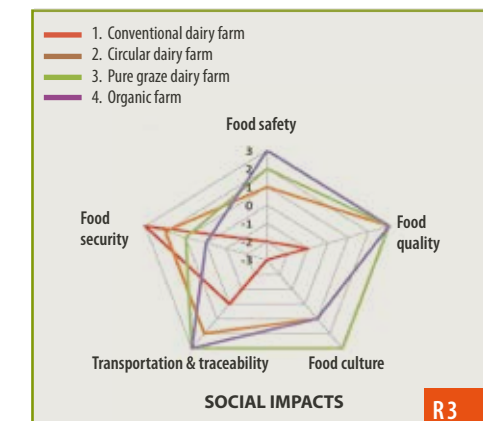 1. Conventional dairy farm
2. Circular dairy farm
3. Pure graze dairy farm
4. Organic farm
Food safety
3
2
1
0
-1
-2
-3
Food
security
Food
quality
Transportation & traceability
Food culture
SOCIAL IMPACTS
R3